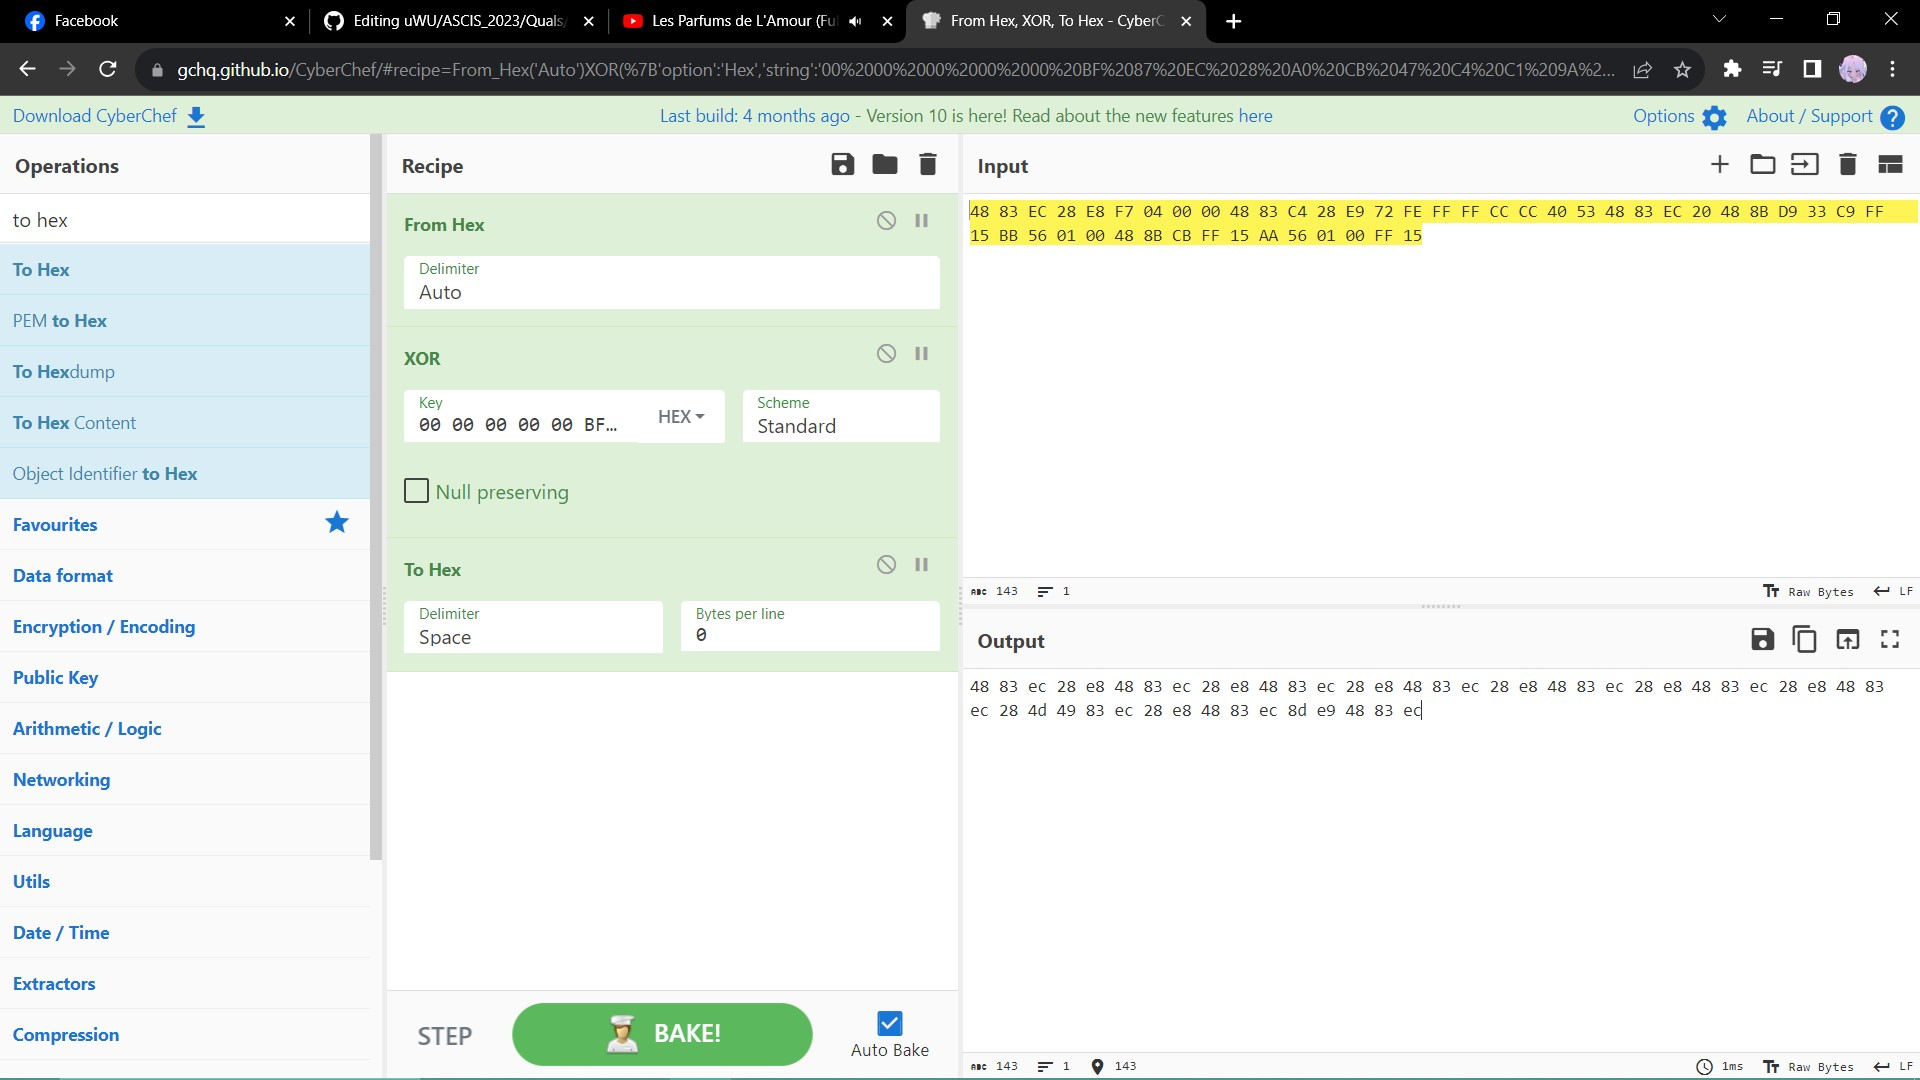 Facebook
Editing uWU/ASCIS_2023/Quals/
Les Parfums de L'Amour (Ful
From Hex, XOR, To Hex - CyberC
gchq.github.io/CyberChef/#recipe=From_Hex('Auto')XOR(%7B'option':'Hex','string':'00%2000%2000%2000%2000%20BF%2087%20EC%2028%20A0%20CB%2047%20C4%20C1%209A%2...
Download CyberChef
Last build: 4 months ago - Version 10 is here! Read about the new features here
Options
About / Support
Operations
to hex
To Hex
PEM to Hex
To Hexdump
To Hex Content
Object Identifier to Hex
Favourites
Data format
Encryption / Encoding
Public Key
Arithmetic / Logic
Networking
Language
Utils
Date / Time
Extractors
Compression
Recipe
From Hex
Delimiter
Auto
XOR
Key
00 00 00 00 00 BF…
HEX
Scheme
Standard
Null preserving
To Hex
Delimiter
Space
Bytes per line
0
STEP
BAKE!
Auto Bake
Input
48 83 EC 28 E8 F7 04 00 00 48 83 C4 28 E9 72 FE FF FF CC CC 40 53 48 83 EC 20 48 8B D9 33 C9 FF
15 BB 56 01 00 48 8B CB FF 15 AA 56 01 00 FF 15
ABC 143 1
Raw Bytes
LF
Output
48 83 ec 28 e8 48 83 ec 28 e8 48 83 ec 28 e8 48 83 ec 28 e8 48 83 ec 28 e8 48 83 ec 28 e8 48 83
ec 28 4d 49 83 ec 28 e8 48 83 ec 8d e9 48 83 ec
ABC 143 1 143
1ms
Raw Bytes
LF